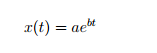 x(t) = ae^{bt}